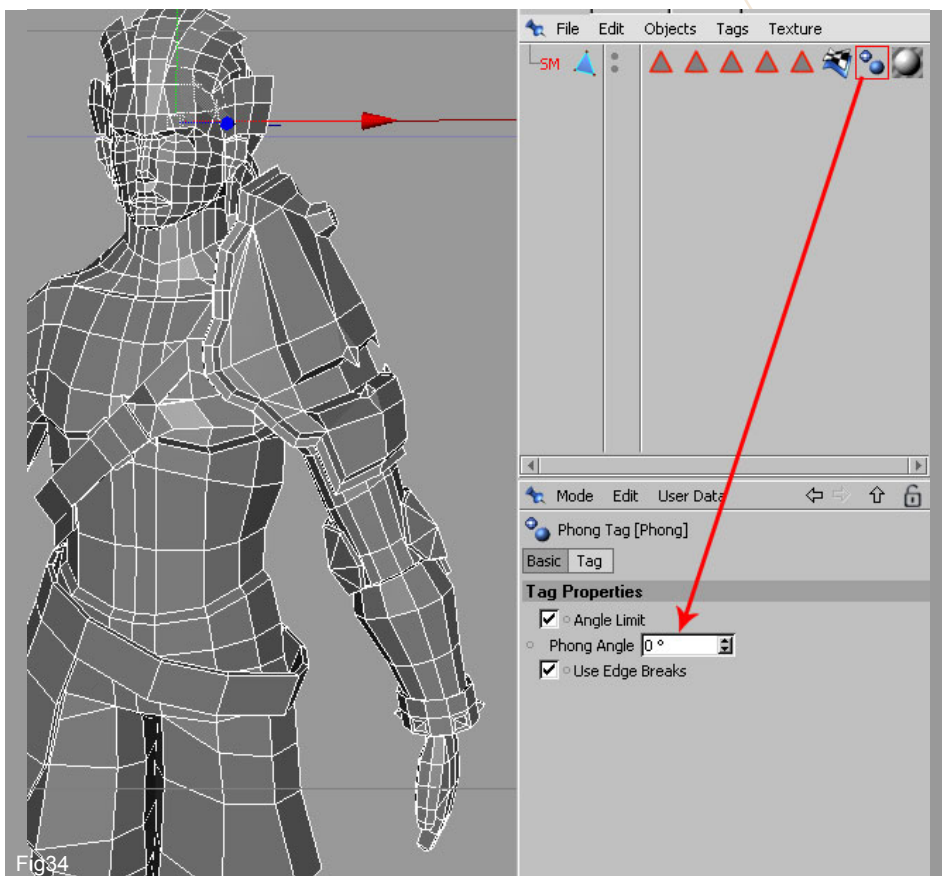 File Edit Objects Tags Texture
SM
Mode Edit User Data
Phong Tag [Phong]
Basic Tag
Tag Properties
Angle Limit
Phong Angle 0 °
Use Edge Breaks
Fig34